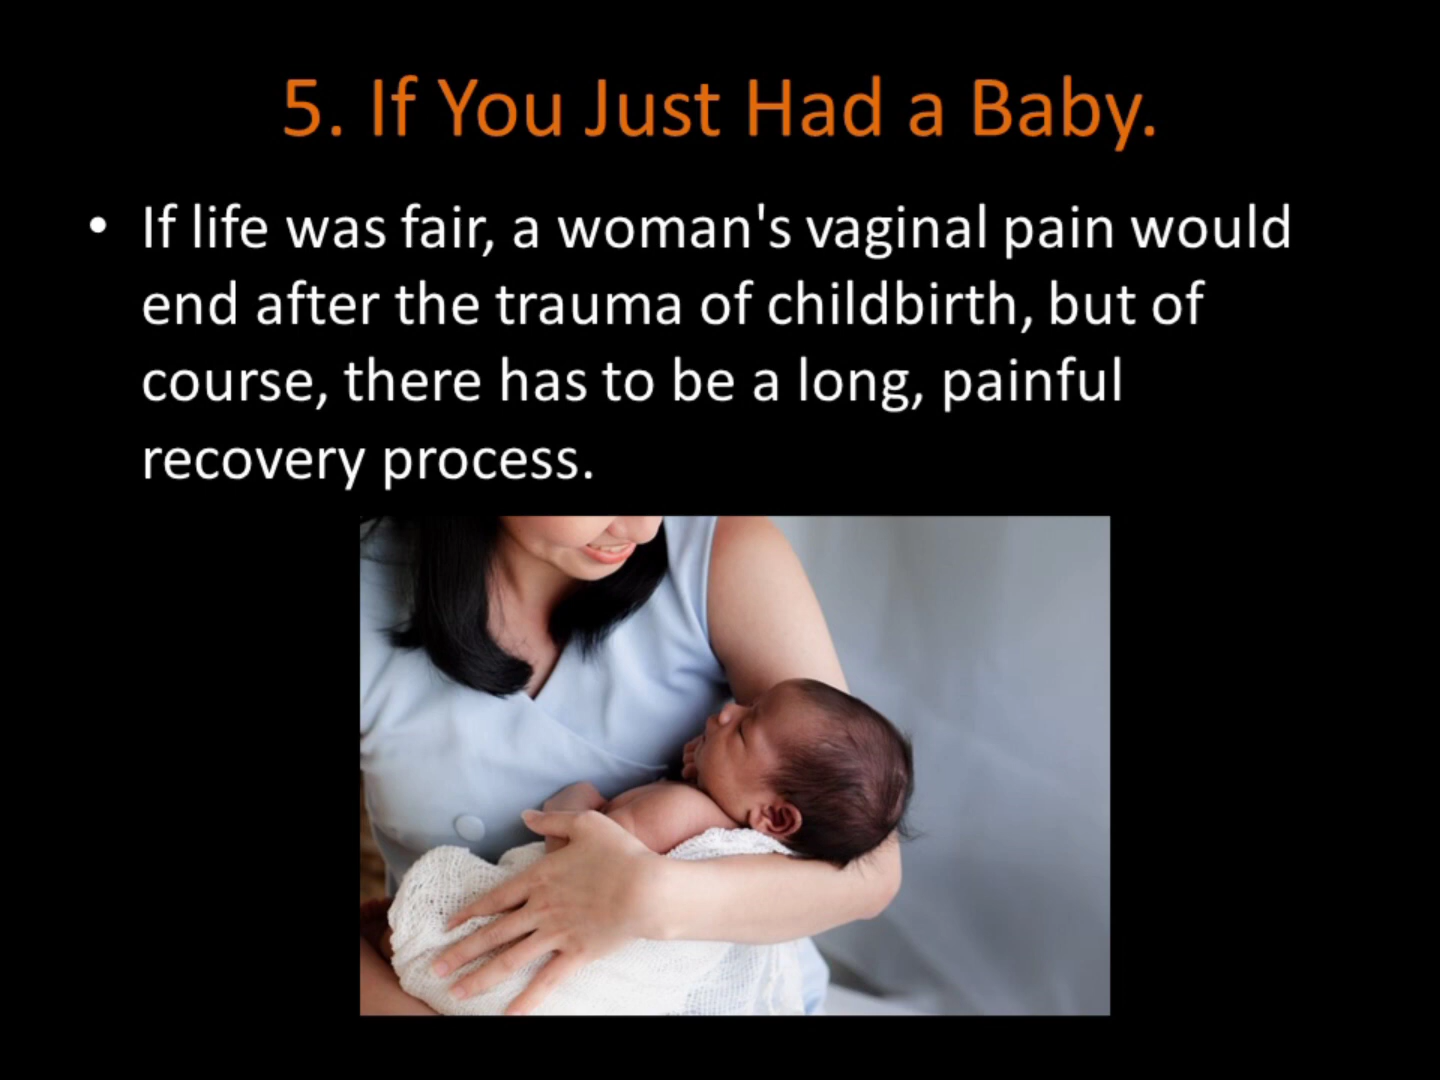 5. If You Just Had a Baby.
• If life was fair, a woman's vaginal pain would
end after the trauma of childbirth, but of
course, there has to be a long, painful
recovery process.